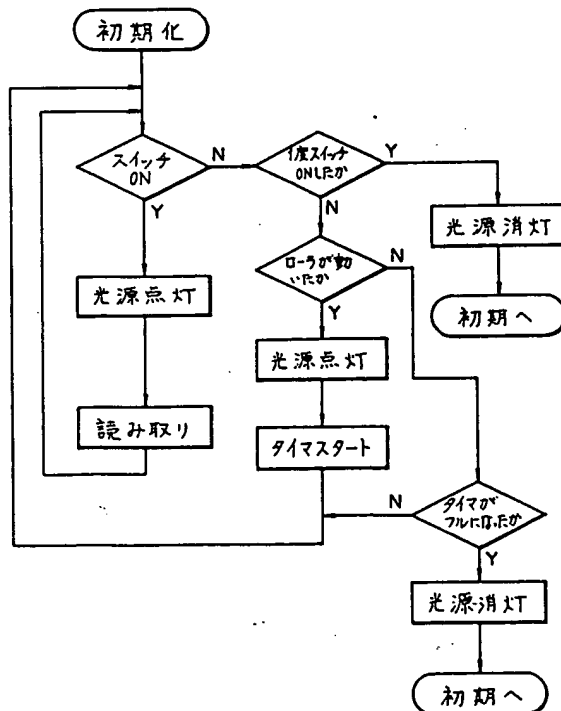 初期化
スイッチ
ON
N
1度スイッチ
ONしたか
Y
Y
N
光源消灯
光源点灯
ローラが動
いたか
N
初期へ
Y
光源点灯
読み取り
タイマスタート
N
タイマが
フルになったか
Y
光源消灯
初期へ